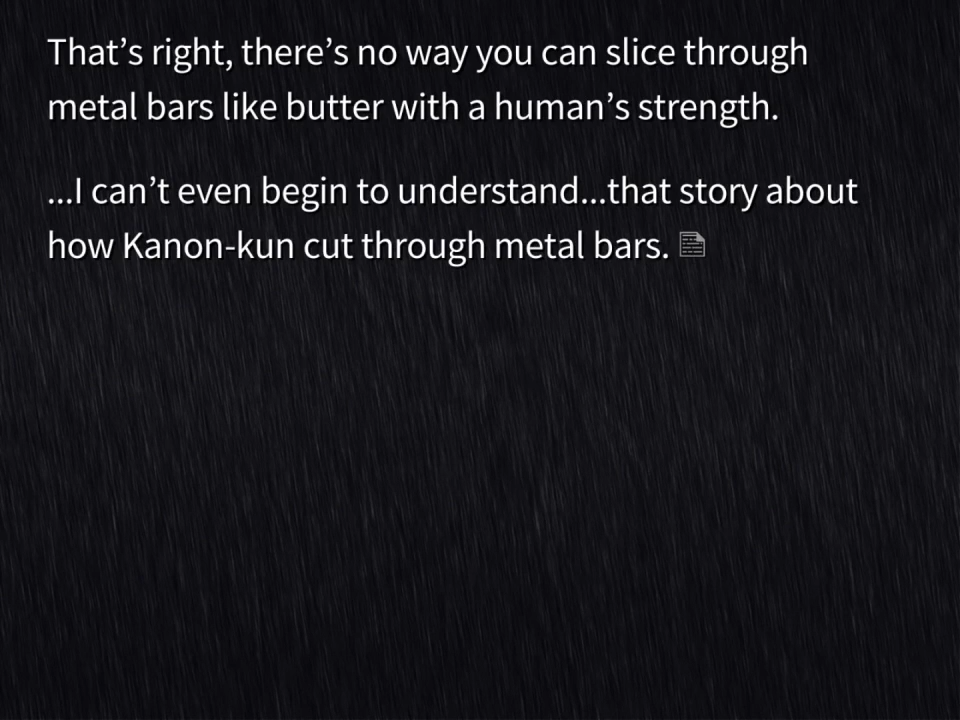 That’s right, there’s no way you can slice through
metal bars like butter with a human’s strength.
...I can’t even begin to understand...that story about
how Kanon-kun cut through metal bars.